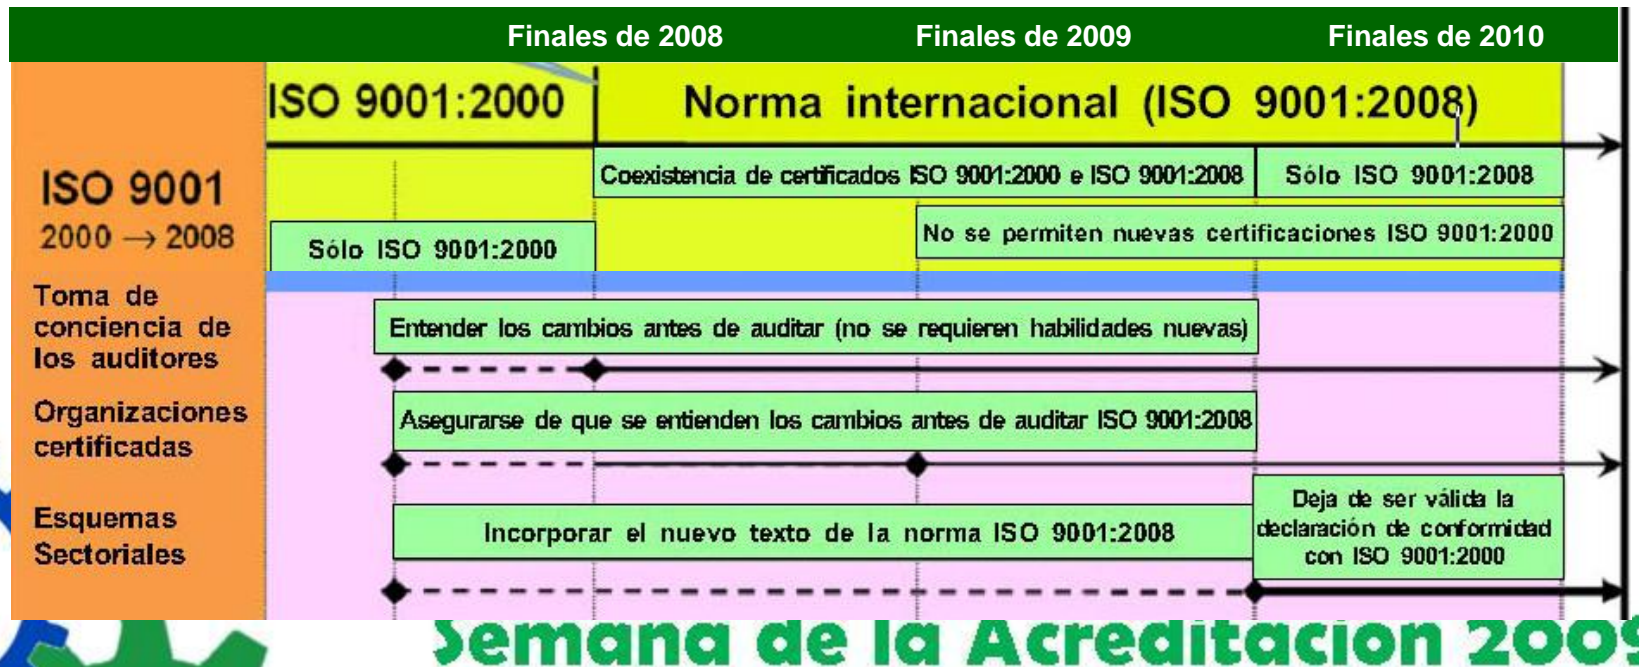 Finales de 2008 Finales de 2009 Finales de 2010
ISO 9001:2000 Norma internacional (ISO 9001:2008)
Coexistencia de certificados ISO 9001:2000 e ISO 9001:2008 Sólo ISO 9001:2008
ISO 9001
2000 → 2008
No se permiten nuevas certificaciones ISO 9001:2000
Sólo ISO 9001:2000
Toma de
conciencia de
los auditores
Entender los cambios antes de auditar (no se requieren habilidades nuevas)
Organizaciones
certificadas
Asegurarse de que se entienden los cambios antes de auditar ISO 9001:2008
Esquemas
Sectoriales
Incorporar el nuevo texto de la norma ISO 9001:2008
Deja de ser válida la
declaración de conformidad
con ISO 9001:2000
Semana de la Acreditacion 2009